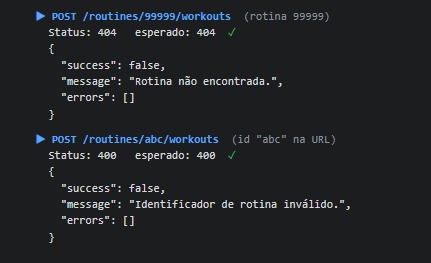 ▶ POST /routines/99999/workouts (rotina 99999)
Status: 404 esperado: 404 ✓
{
"success": false,
"message": "Rotina não encontrada.",
"errors": []
}
▶ POST /routines/abc/workouts (id "abc" na URL)
Status: 400 esperado: 400 ✓
{
"success": false,
"message": "Identificador de rotina inválido.",
"errors": []
}